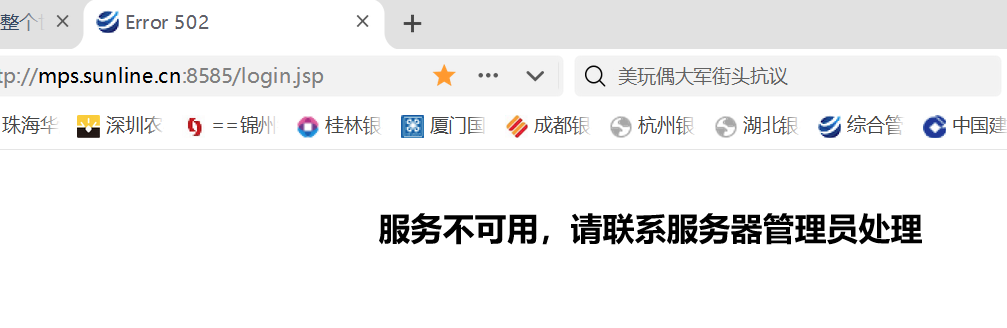 整个 Error 502
tp://mps.sunline.cn:8585/login.jsp 美玩偶大军街头抗议
珠海华 深圳农 ==锦州 桂林银 厦门国 成都银 杭州银 湖北银 综合管 中国建
服务不可用，请联系服务器管理员处理